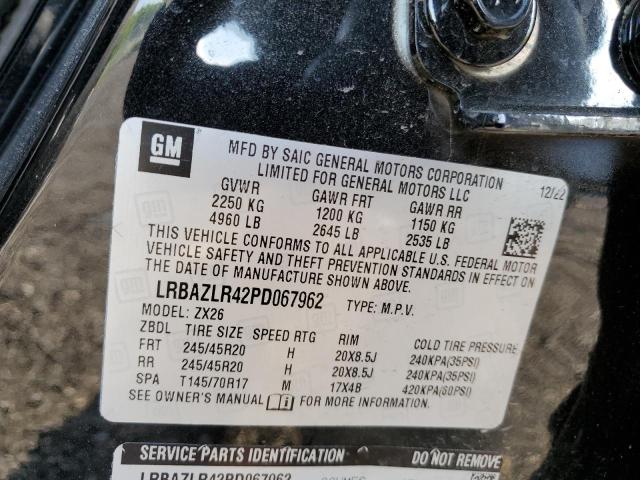 GM
MFD BY SAIC GENERAL MOTORS CORPORATION
LIMITED FOR GENERAL MOTORS LLC
12/22
GVWR GAWR FRT GAWR RR
2250 KG 1200 KG 1150 KG
4960 LB 2645 LB 2535 LB
THIS VEHICLE CONFORMS TO ALL APPLICABLE U.S. FEDERAL MOTOR
VEHICLE SAFETY AND THEFT PREVENTION STANDARDS IN EFFECT ON
THE DATE OF MANUFACTURE SHOWN ABOVE.
LRBAZLR42PD067962 TYPE: M.P.V.
MODEL: ZX26
ZBDL TIRE SIZE SPEED RTG RIM COLD TIRE PRESSURE
FRT 245/45R20 H 20X8.5J 240KPA(35PSI)
RR 245/45R20 H 20X8.5J 240KPA(35PSI)
SPA T145/70R17 M 17X4B 420KPA(60PSI)
SEE OWNER'S MANUAL i FOR MORE INFORMATION.
SERVICE PARTS IDENTIFICATION DO NOT REMOVE
LRBAZLR42PD067962